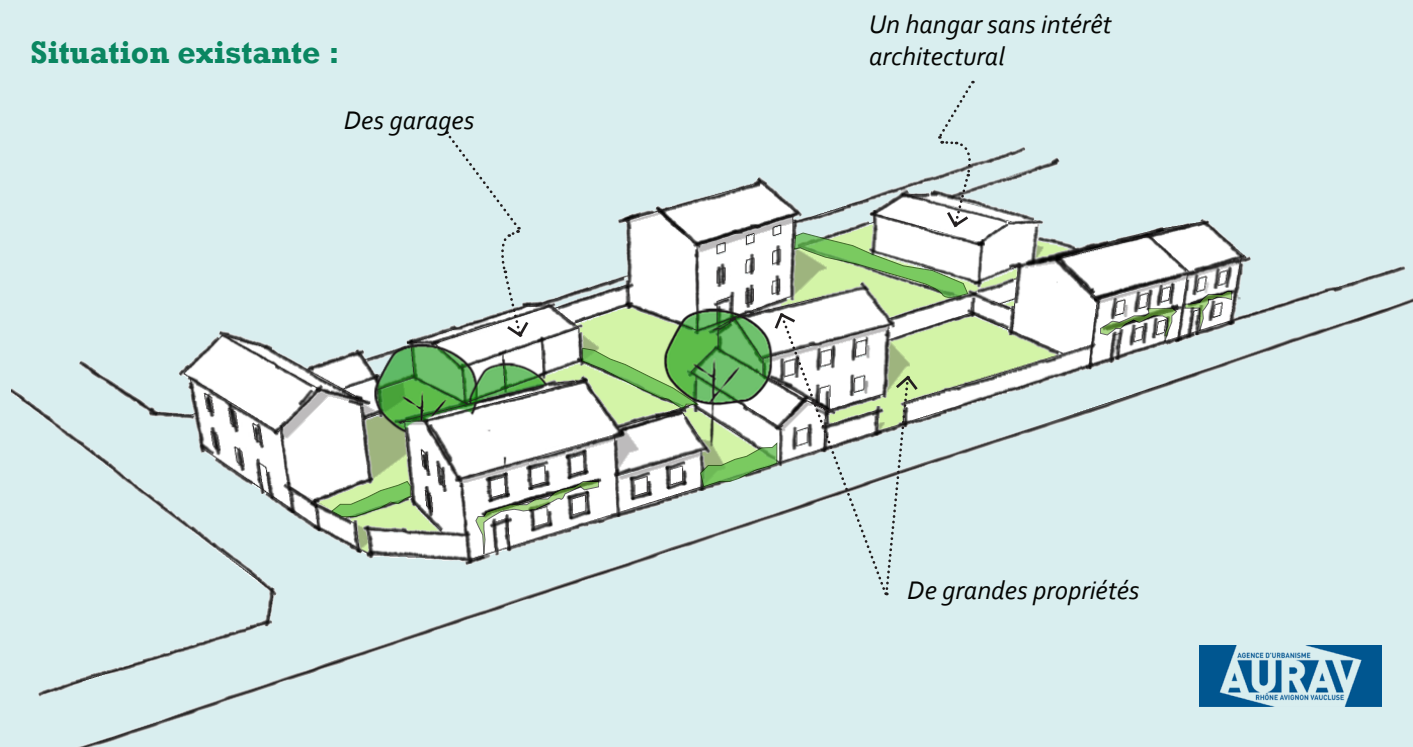 Situation existante :
Un hangar sans intérêt
architectural
Des garages
De grandes propriétés
AGENCE D'URBANISME
AURAV
RHÔNE AVIGNON VAUCLUSE